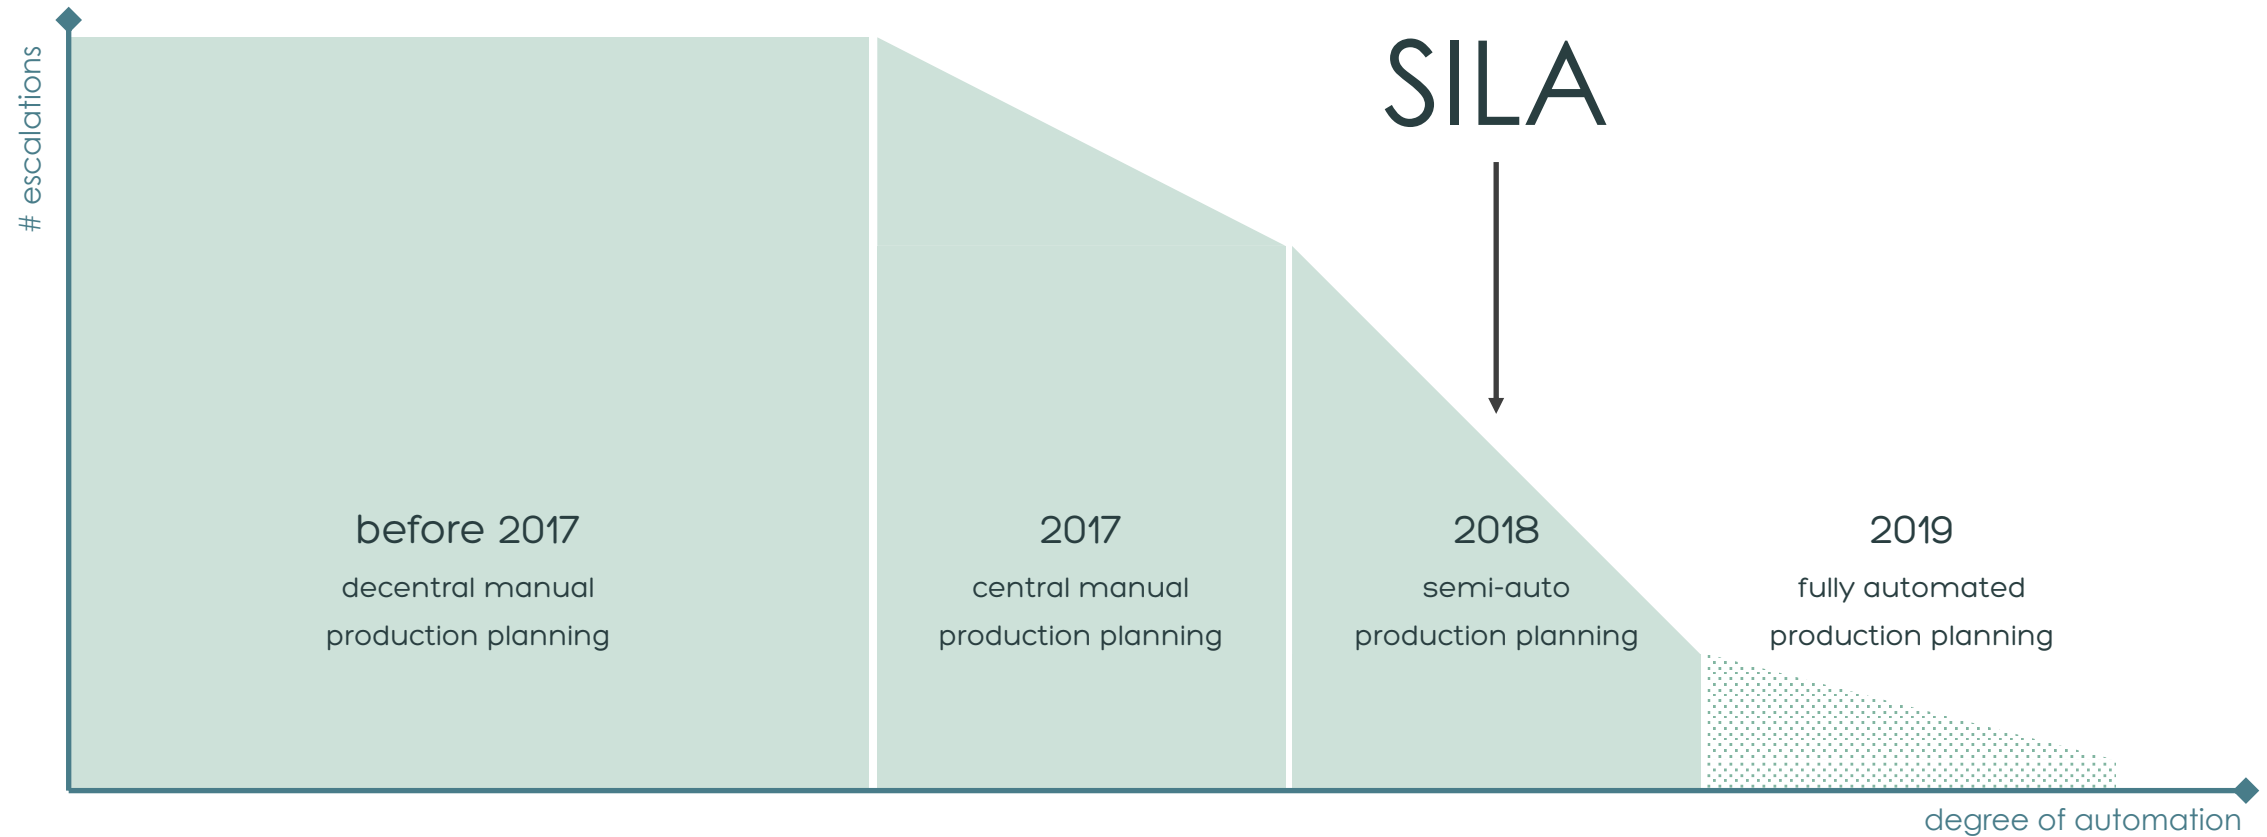 # escalations
SILA
before 2017
decentral manual
production planning
2017
central manual
production planning
2018
semi-auto
production planning
2019
fully automated
production planning
degree of automation